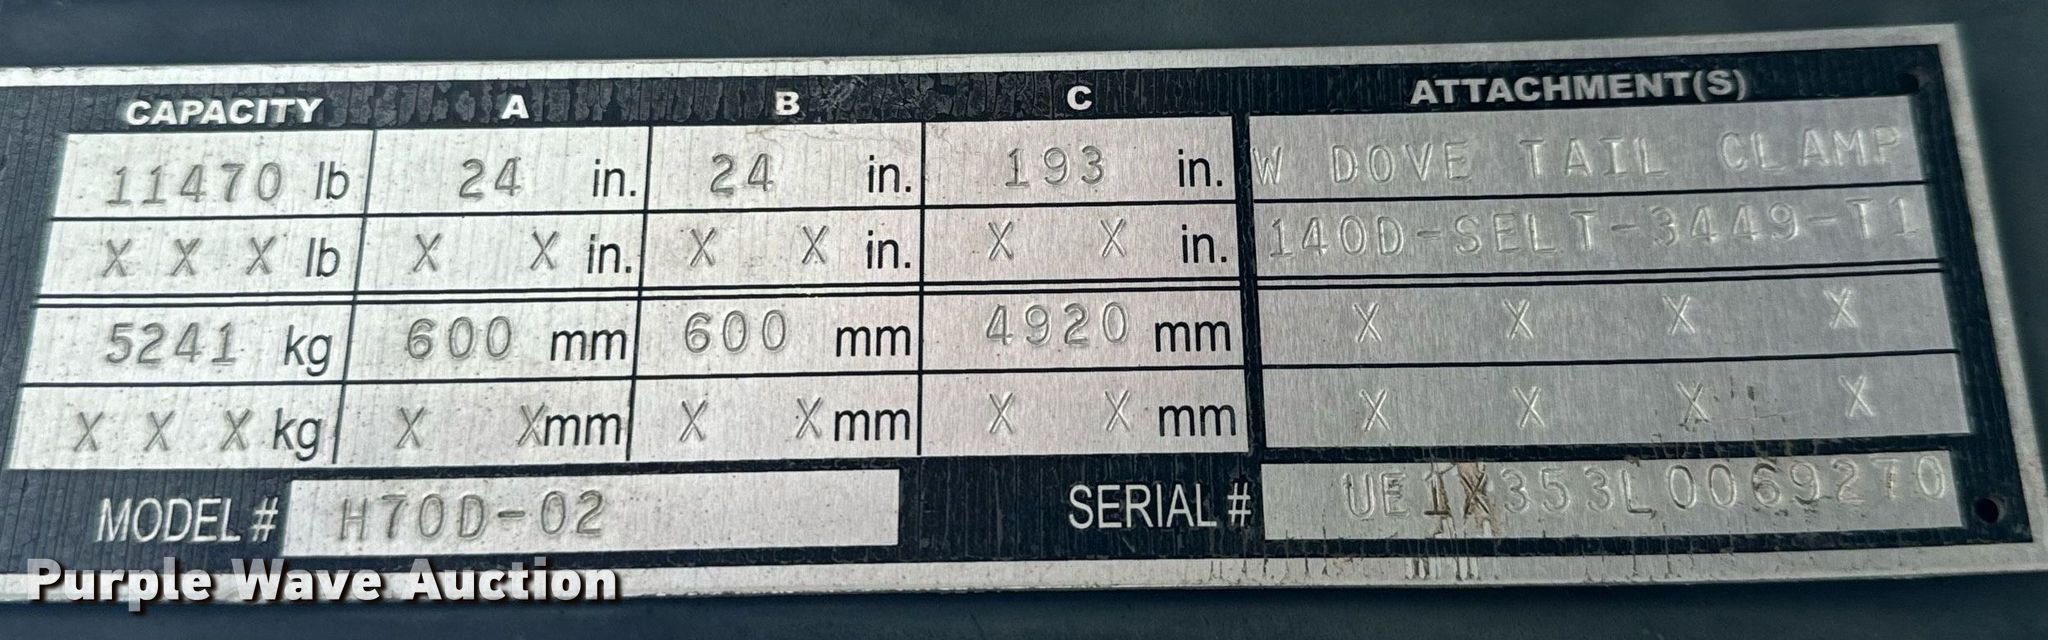 CAPACITY A B C ATTACHMENT(S)
11470 lb 24 in. 24 in. 193 in. W DOVE TAIL CLAMP
X X X lb X X in. X X in. X X in. 140D-SELT-3449-T1
5241 kg 600 mm 600 mm 4920 mm X X X X
X X X kg X X mm X X mm X X mm X X X X
MODEL # H70D-02 SERIAL # UE1X353L0069270
Purple Wave Auction